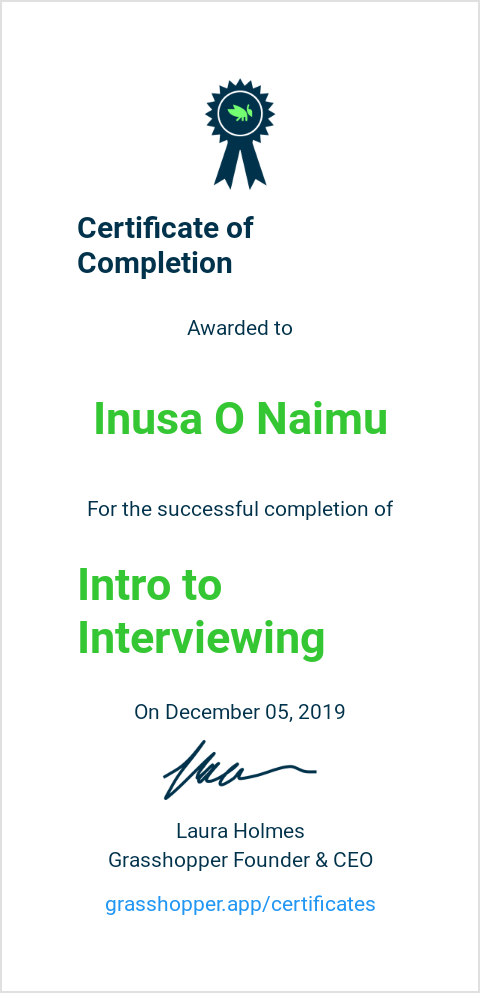 Certificate of
Completion
Awarded to
Inusa O Naimu
For the successful completion of
Intro to
Interviewing
On December 05, 2019
Laura Holmes
Grasshopper Founder & CEO
grasshopper.app/certificates